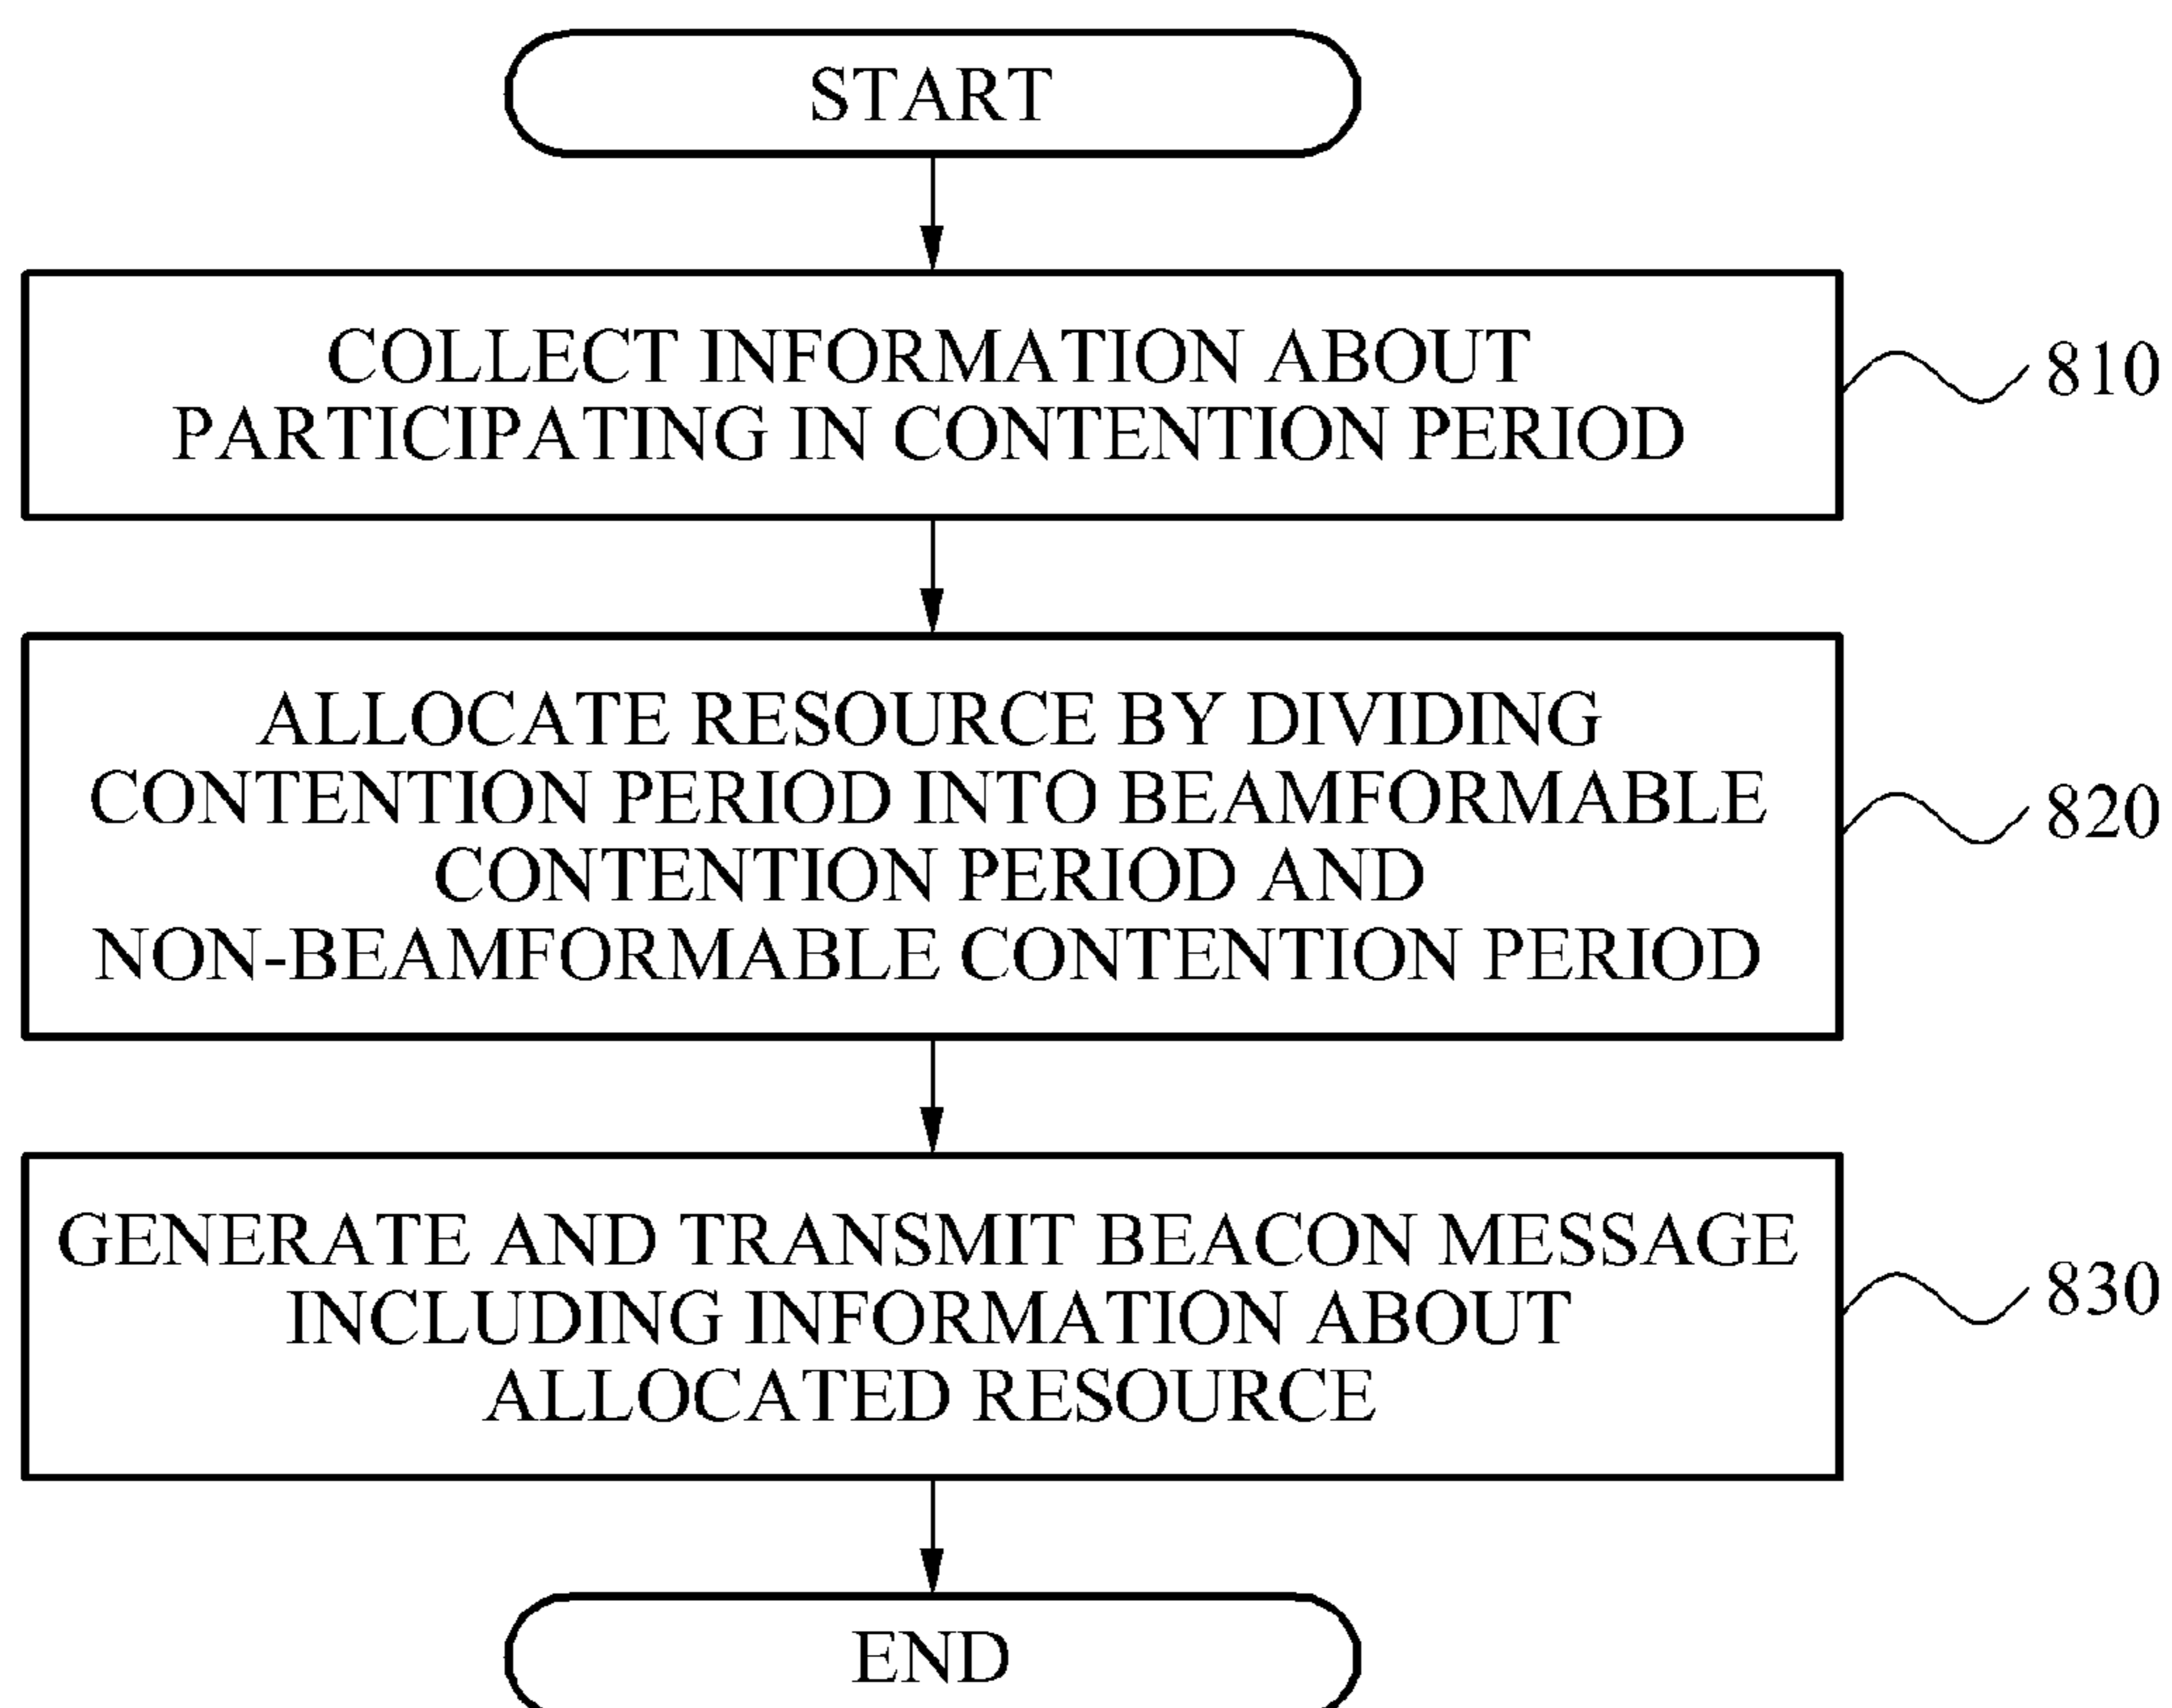 START
COLLECT INFORMATION ABOUT
PARTICIPATING IN CONTENTION PERIOD
810
ALLOCATE RESOURCE BY DIVIDING
CONTENTION PERIOD INTO BEAMFORMABLE
CONTENTION PERIOD AND
NON-BEAMFORMABLE CONTENTION PERIOD
820
GENERATE AND TRANSMIT BEACON MESSAGE
INCLUDING INFORMATION ABOUT
ALLOCATED RESOURCE
830
END